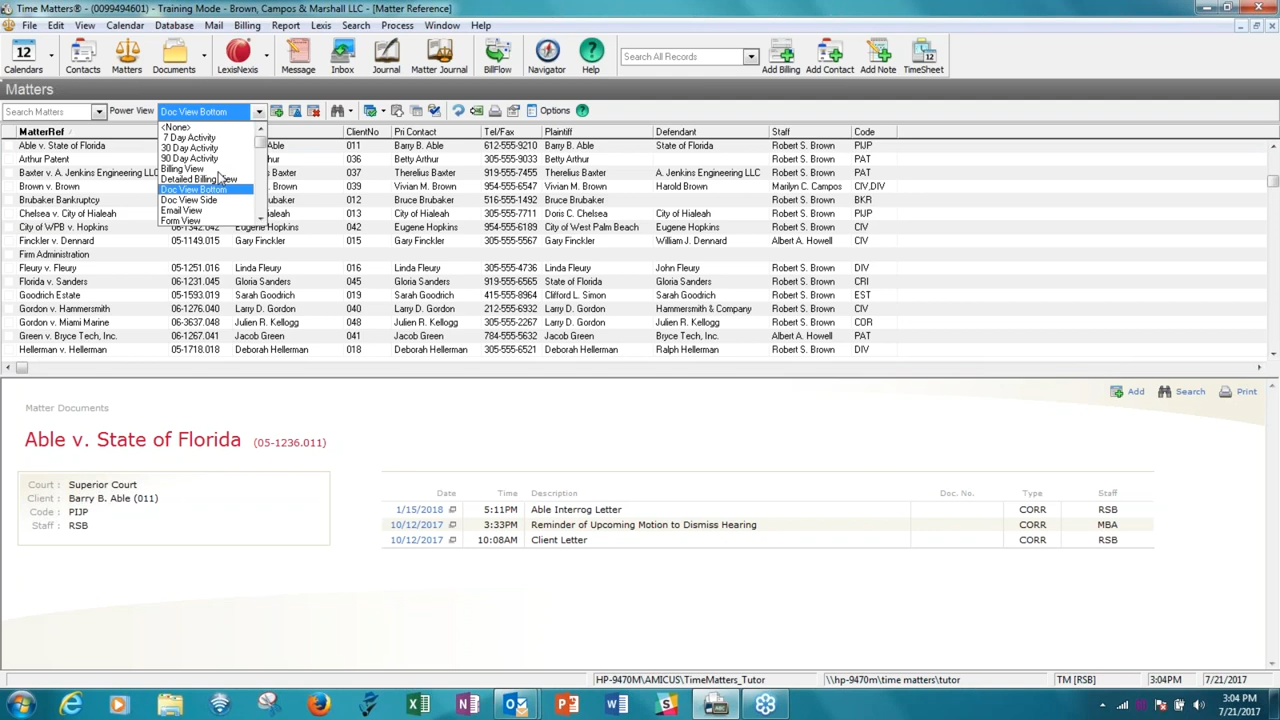 Time Matters® - (0099494601) - Training Mode - Brown, Campos & Marshall LLC - [Matter Reference]
File Edit View Calendar Database Mail Billing Report Lexis Search Process Window Help
12 Search All Records ? 12
Calendars Contacts Matters Documents LexisNexis Message Inbox Journal Matter Journal BillFlow Navigator Help Add Billing Add Contact Add Note TimeSheet
Matters
Search Matters Power View Doc View Bottom Options
MatterRef ClientNo Pri Contact Tel/Fax Plaintiff Defendant Staff Code
<None>
7 Day Activity
30 Day Activity
90 Day Activity
Billing View
Detailed Billing View
Doc View Bottom
Doc View Side
Email View
Form View
Able v. State of Florida Able 011 Barry B. Able 612-555-9210 Barry B. Able State of Florida Robert S. Brown PIJP
Arthur Patent hur 036 Betty Arthur 305-555-9013 Betty Arthur Robert S. Brown PAT
Baxter v. A. Jenkins Engineering LLC 037 Therelius Baxter 918-555-7455 Therelius Baxter A. Jenkins Engineering LLC Robert S. Brown PAT
Brown v. Brown . Brown 039 Vivian M. Brown 954-555-6318 Vivian M. Brown Harold Brown Marilyn C. Campos CIV,DIV
Brubaker Bankruptcy baker 012 Bruce Brubaker 516-555-1492 Bruce Brubaker Robert S. Brown BKR
Chelsea v. City of Hialeah helsea 013 Doris C. Chelsea 305-555-7711 Doris C. Chelsea City of Hialeah Robert S. Brown PIJP
City of WPB v. Hopkins 06-1342.042 Eugene Hopkins 042 Eugene Hopkins 954-555-6189 City of West Palm Beach Eugene Hopkins Robert S. Brown CIV
Finckler v. Dennard 05-1149.015 Gary Finckler 015 Gary Finckler 305-555-5567 Gary Finckler William J. Dennard Albert A. Howell CIV
Firm Administration
Fleury v. Fleury 05-1251.016 Linda Fleury 016 Linda Fleury 305-555-4736 Linda Fleury John Fleury Robert S. Brown DIV
Florida v. Sanders 06-1231.045 Gloria Sanders 045 Gloria Sanders 919-555-6565 State of Florida Gloria Sanders Robert S. Brown CRI
Goodrich Estate 05-1593.019 Sarah Goodrich 019 Sarah Goodrich 415-555-8964 Clifford L. Simon Sarah Goodrich Robert S. Brown EST
Gordon v. Hammersmith 06-1276.040 Larry D. Gordon 040 Larry D. Gordon 212-555-6932 Larry D. Gordon Hammersmith & Company Robert S. Brown CIV
Gordon v. Miami Marine 06-3637.048 Julien R. Kellogg 048 Julien R. Kellogg 305-555-2267 Larry D. Gordon Julien R. Kellogg Robert S. Brown COR
Green v. Bryce Tech, Inc. 06-1267.041 Jacob Green 041 Jacob Green 784-555-5632 Jacob Green Bryce Tech, Inc. Albert A. Howell PAT
Hellerman v. Hellerman 05-1718.018 Deborah Hellerman 018 Deborah Hellerman 305-555-6521 Deborah Hellerman Ralph Hellerman Robert S. Brown DIV
Add Search Print
Matter Documents
Able v. State of Florida (05-1236.011)
Court : Superior Court
Client : Barry B. Able (011)
Code : PIJP
Staff : RSB
Date Time Description Doc. No. Type Staff
1/15/2018 5:11PM Able Interrog Letter CORR RSB
10/12/2017 3:33PM Reminder of Upcoming Motion to Dismiss Hearing CORR MBA
10/12/2017 10:08AM Client Letter CORR RSB
HP-9470M\AMICUS\TimeMatters_Tutor \\hp-9470m\time matters\tutor TM [RSB] 3:04PM 7/21/2017
3:04 PM
7/21/2017